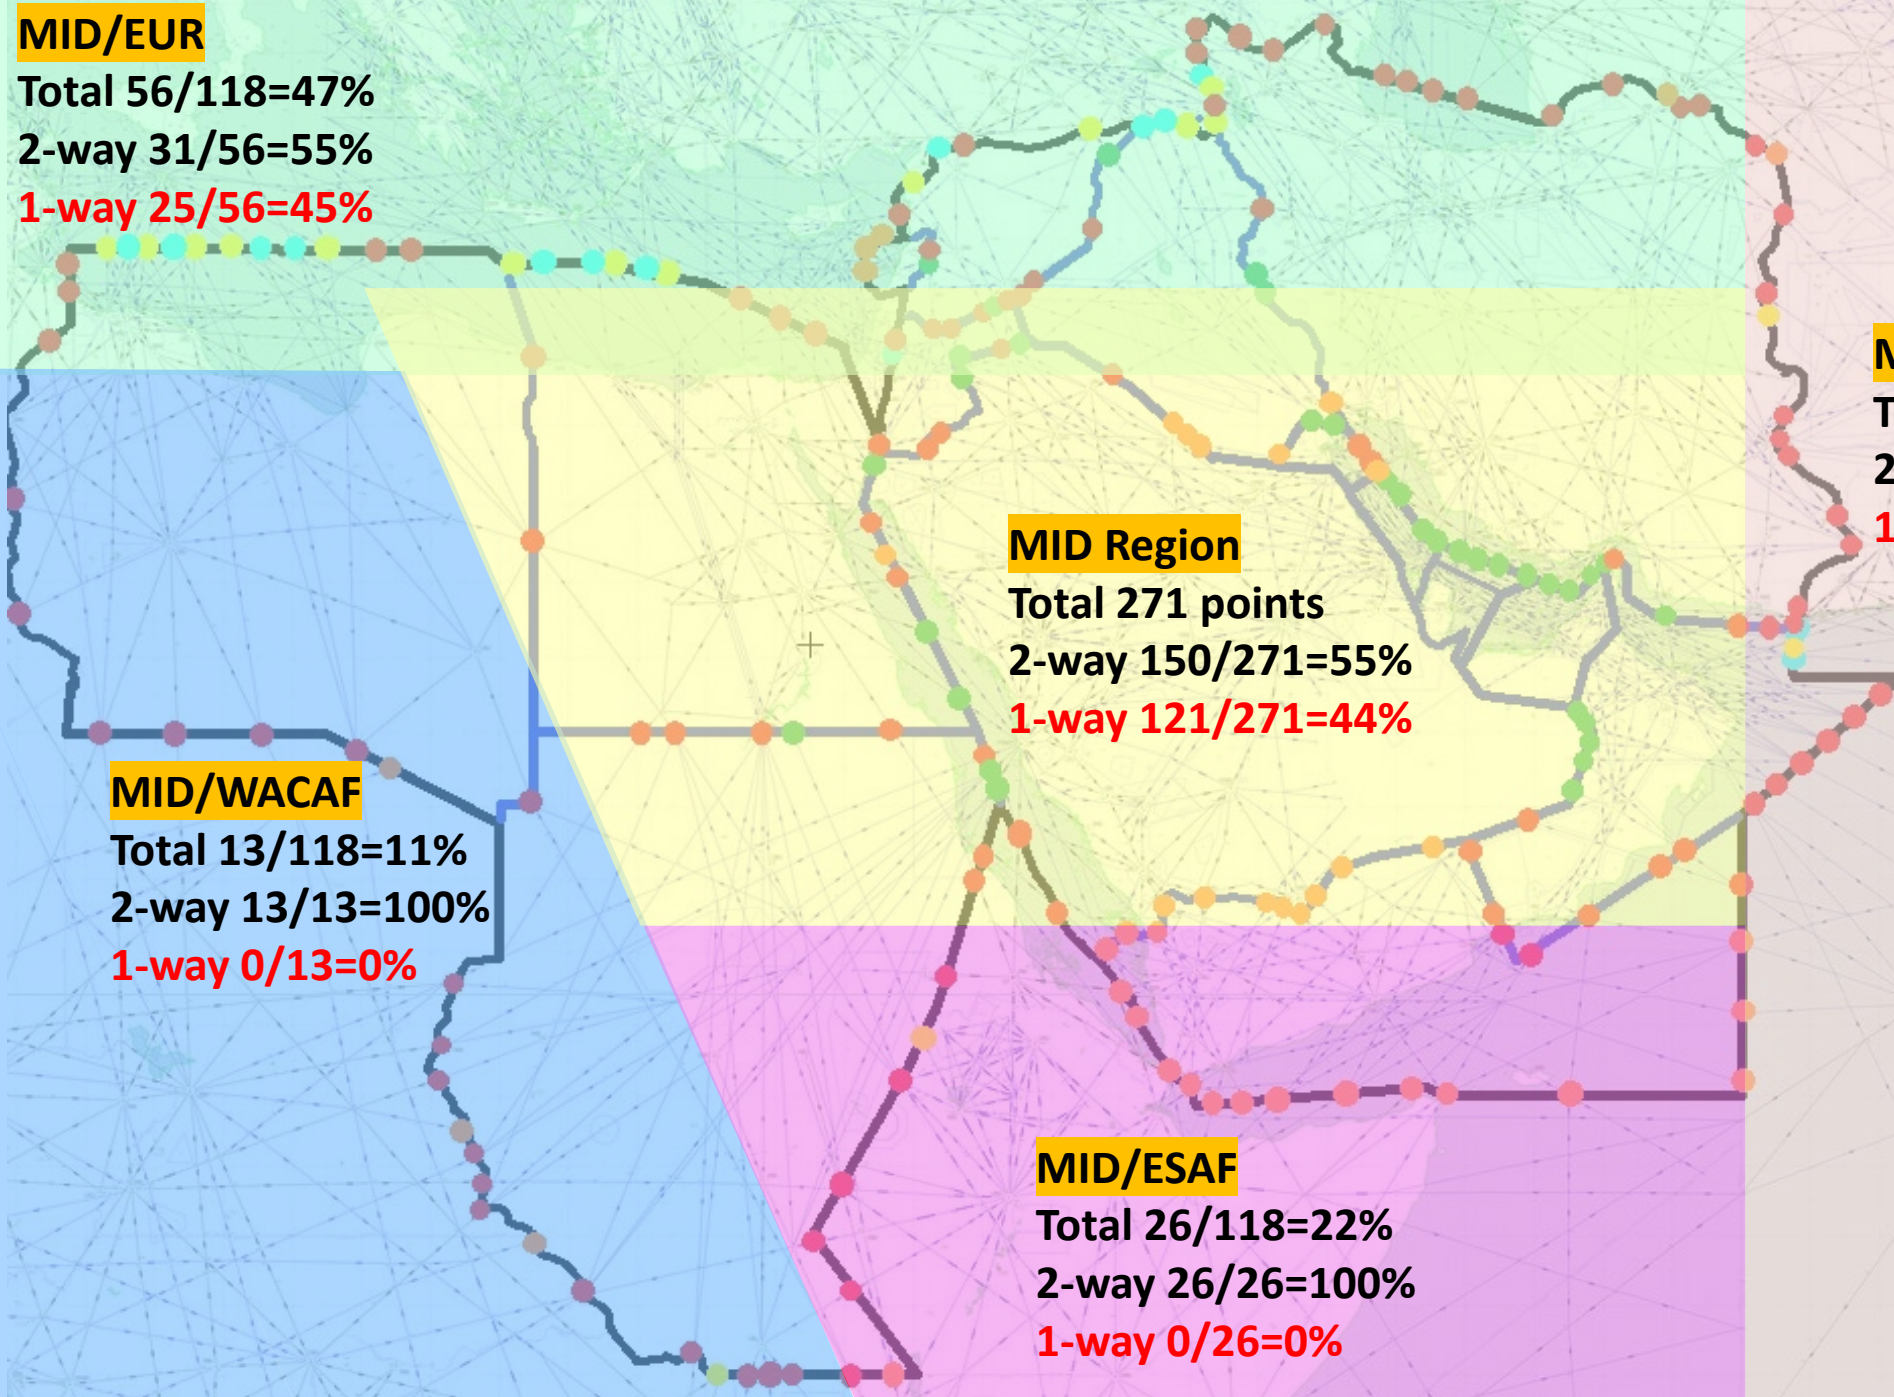 MID/EUR
Total 56/118=47%
2-way 31/56=55%
1-way 25/56=45%
MID Region
Total 271 points
2-way 150/271=55%
1-way 121/271=44%
MID/WACAF
Total 13/118=11%
2-way 13/13=100%
1-way 0/13=0%
MID/ESAF
Total 26/118=22%
2-way 26/26=100%
1-way 0/26=0%
M
T
2
1